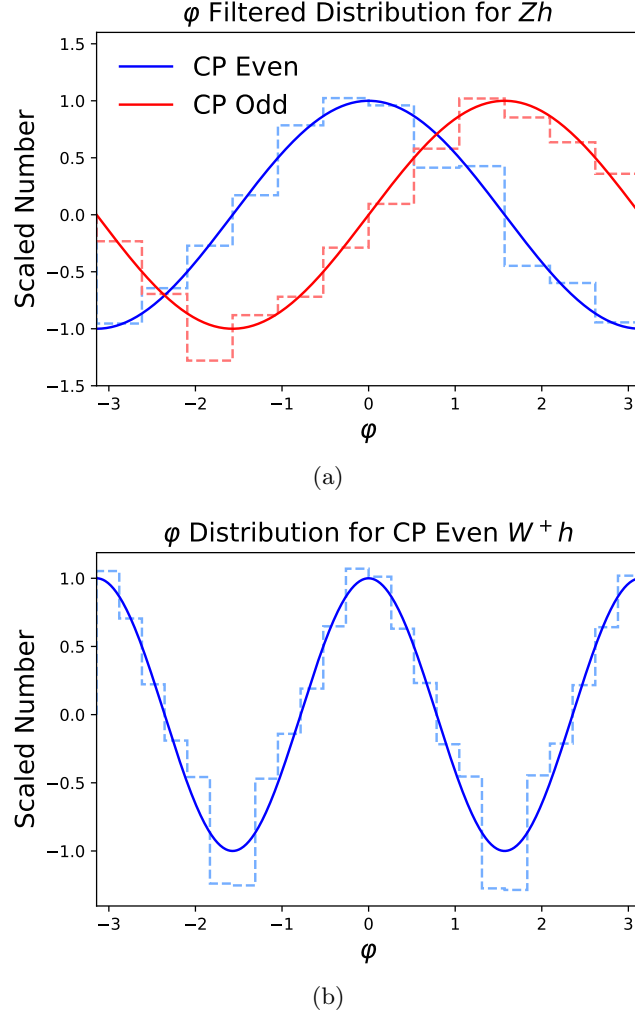 φ Filtered Distribution for Zh
CP Even
CP Odd
1.5
1.0
0.5
0.0
−0.5
−1.0
−1.5
Scaled Number
−3 −2 −1 0 1 2 3
φ
(a)
φ Distribution for CP Even W⁺h
1.0
0.5
0.0
−0.5
−1.0
Scaled Number
−3 −2 −1 0 1 2 3
φ
(b)